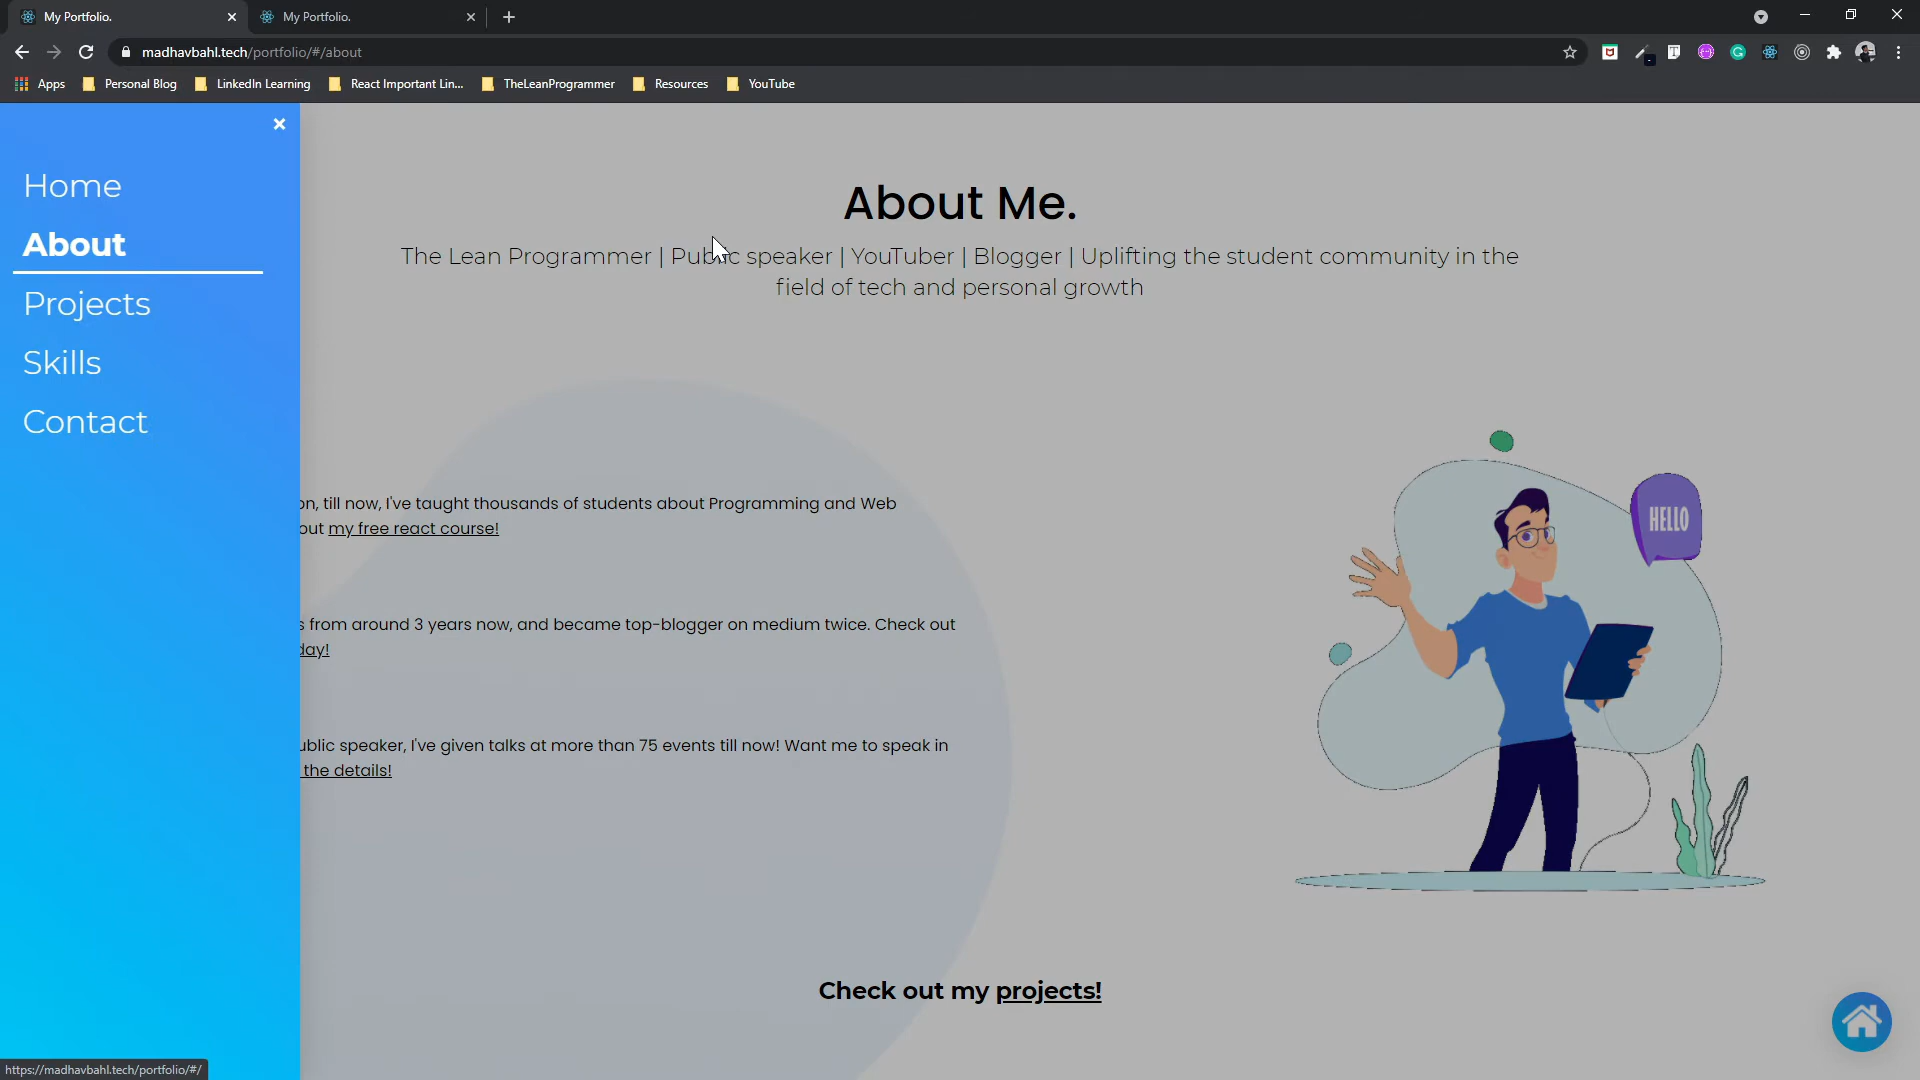 My Portfolio.
My Portfolio.
madhavbahl.tech/portfolio/#/about
Apps
Personal Blog
LinkedIn Learning
React Important Lin...
TheLeanProgrammer
Resources
YouTube
Home
About
Projects
Skills
Contact
About Me.
The Lean Programmer | Public speaker | YouTuber | Blogger | Uplifting the student community in the
field of tech and personal growth
on, till now, I've taught thousands of students about Programming and Web
out my free react course!
s from around 3 years now, and became top-blogger on medium twice. Check out
day!
ublic speaker, I've given talks at more than 75 events till now! Want me to speak in
the details!
HELLO
Check out my projects!
https://madhavbahl.tech/portfolio/#/